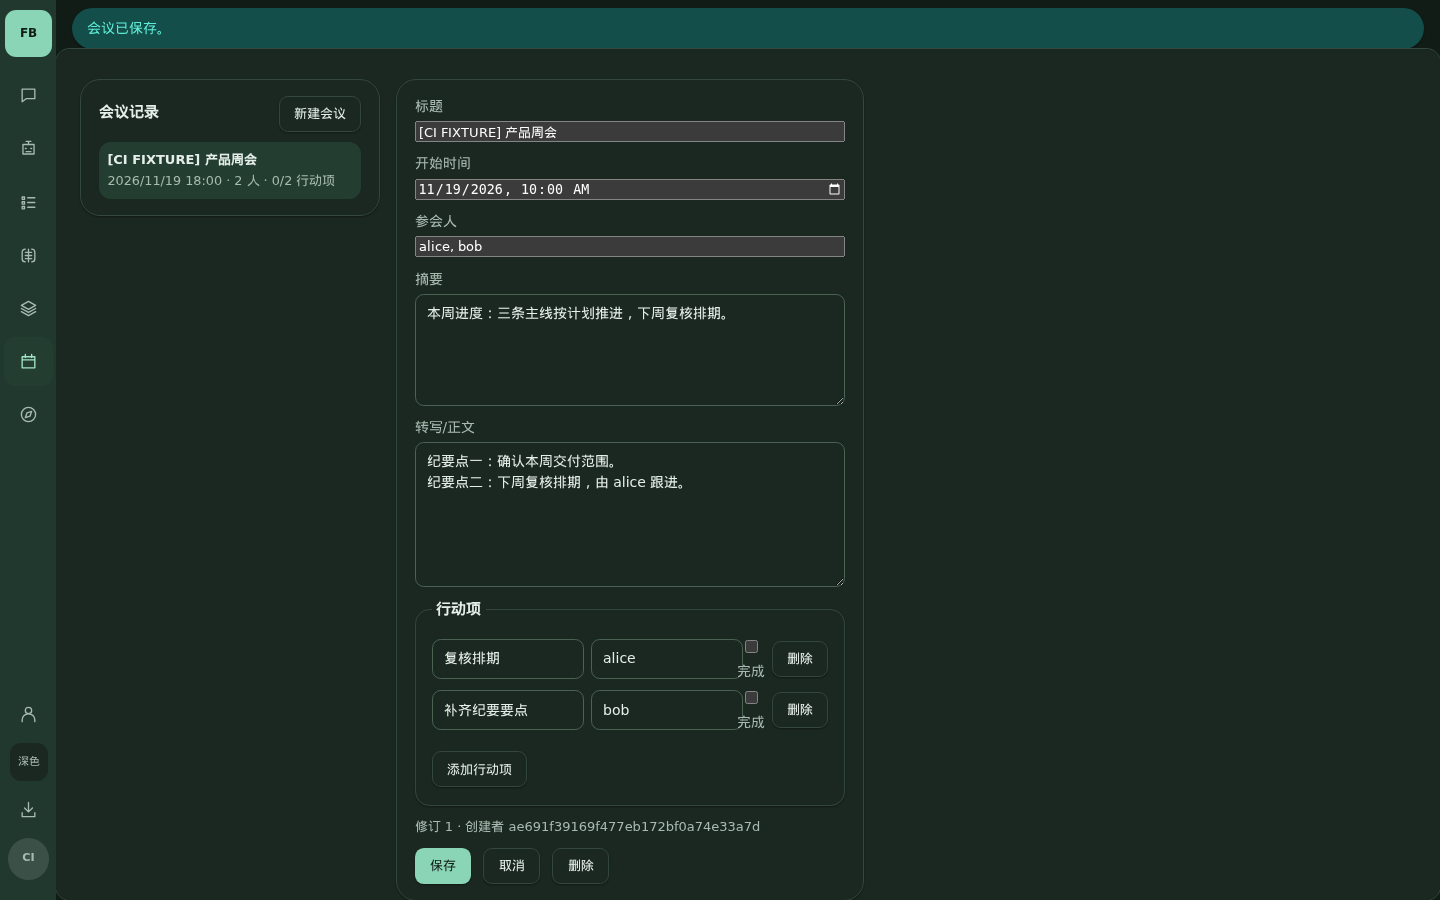 FB
会议已保存。
会议记录
新建会议
[CI FIXTURE] 产品周会
2026/11/19 18:00 · 2 人 · 0/2 行动项
标题
[CI FIXTURE] 产品周会
开始时间
11/19/2026, 10:00 AM
参会人
alice, bob
摘要
本周进度：三条主线按计划推进，下周复核排期。
转写/正文
纪要点一：确认本周交付范围。
纪要点二：下周复核排期，由 alice 跟进。
行动项
复核排期
alice
完成
删除
补齐纪要要点
bob
完成
删除
添加行动项
修订 1 · 创建者 ae691f39169f477eb172bf0a74e33a7d
保存
取消
删除
深色
CI